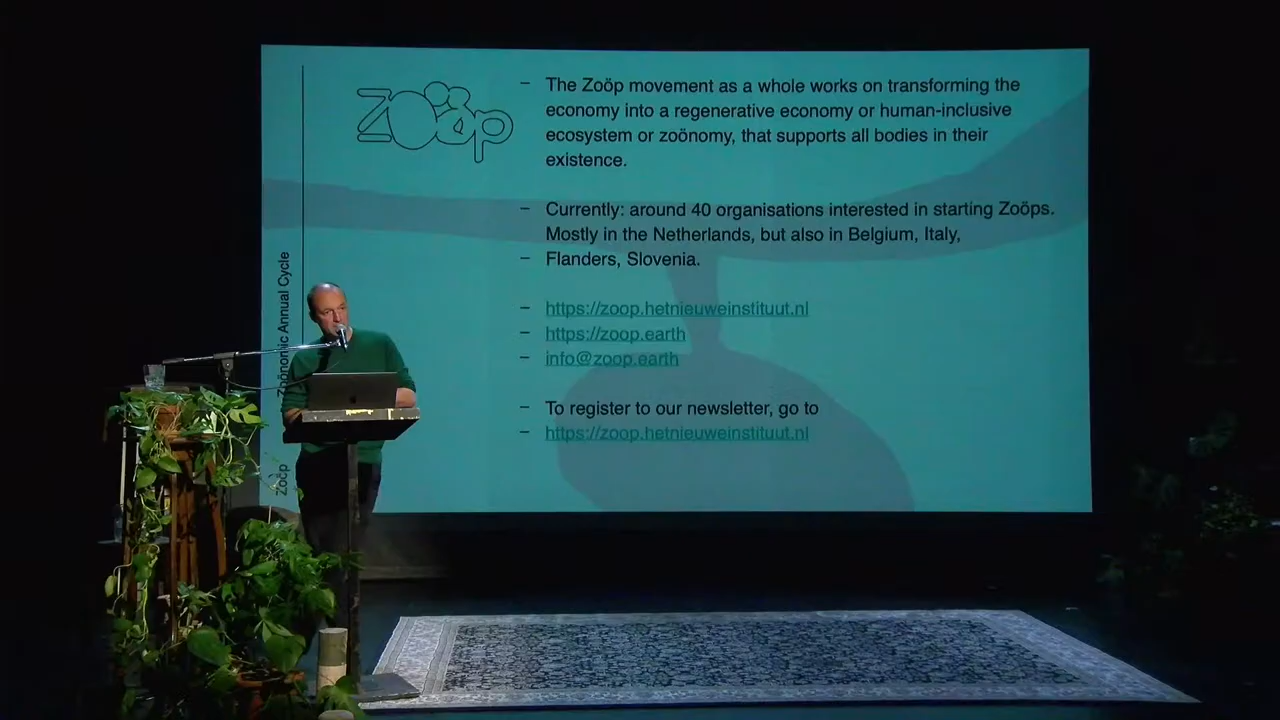 Zoöp
– The Zoöp movement as a whole works on transforming the
economy into a regenerative economy or human-inclusive
ecosystem or zoönomy, that supports all bodies in their
existence.
– Currently: around 40 organisations interested in starting Zoöps.
Mostly in the Netherlands, but also in Belgium, Italy,
– Flanders, Slovenia.
– https://zoop.hetnieuweinstituut.nl
– https://zoop.earth
– info@zoop.earth
– To register to our newsletter, go to
– https://zoop.hetnieuweinstituut.nl
Zoönomic Annual Cycle
Zoöp